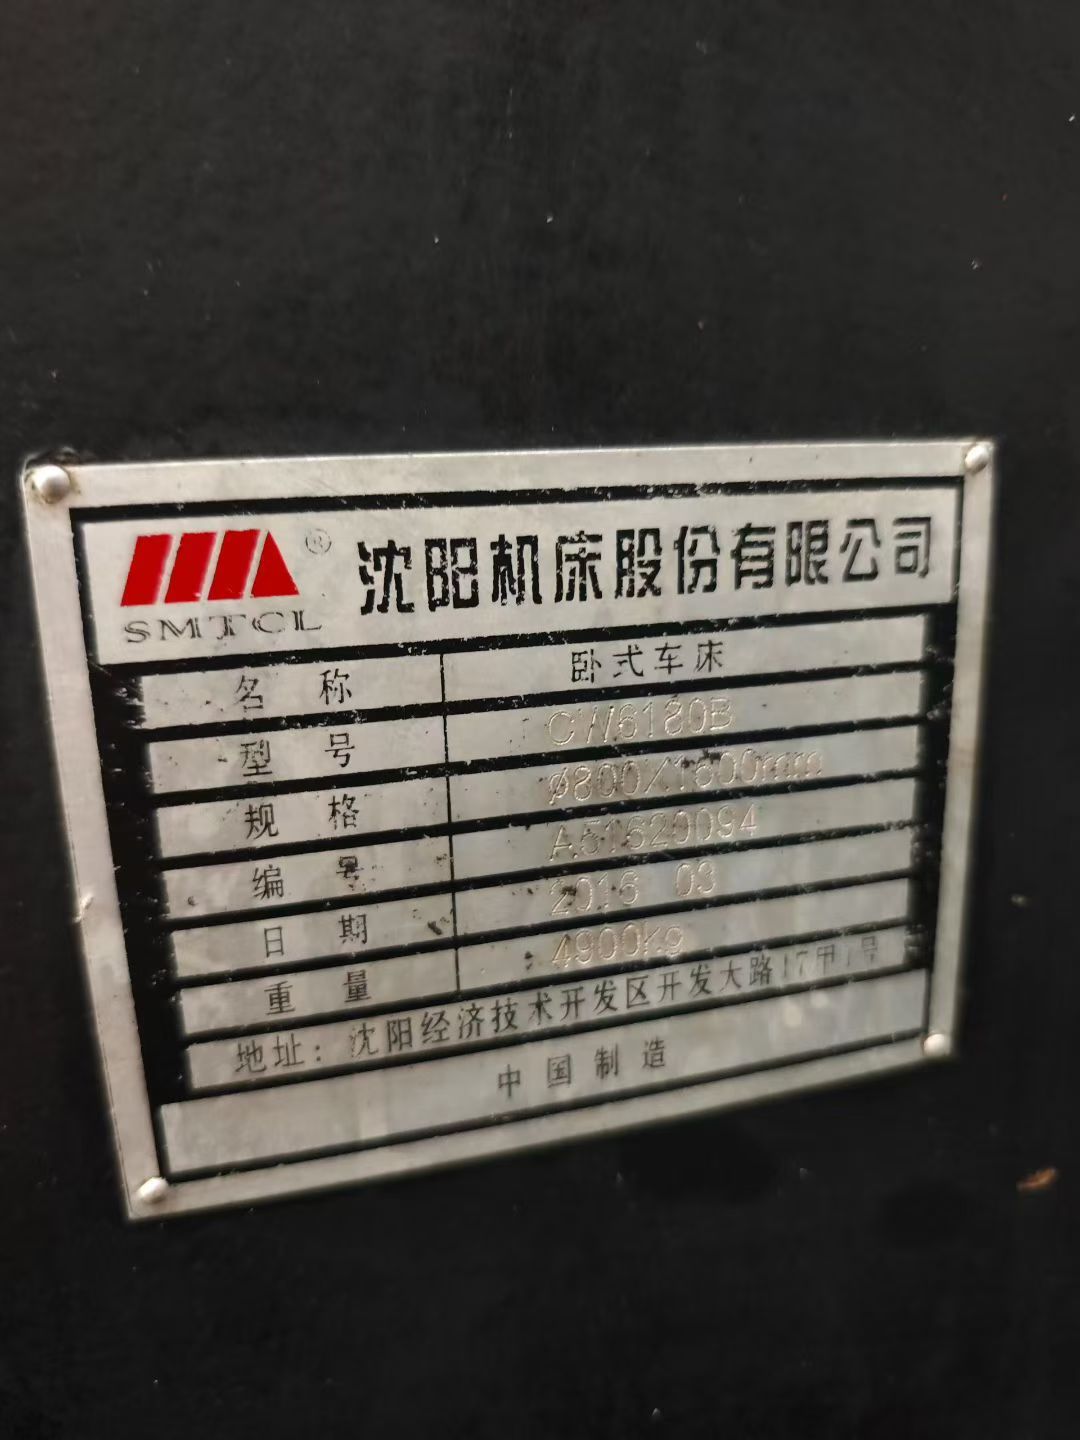 SMTCL ® 沈阳机床股份有限公司
名 称 卧式车床
型 号 CW6180B
规 格 Ø800X1600mm
编 号 A51620094
日 期 2016 03
重 量 4900Kg
地址：沈阳经济技术开发区开发大路17甲1号
中国制造